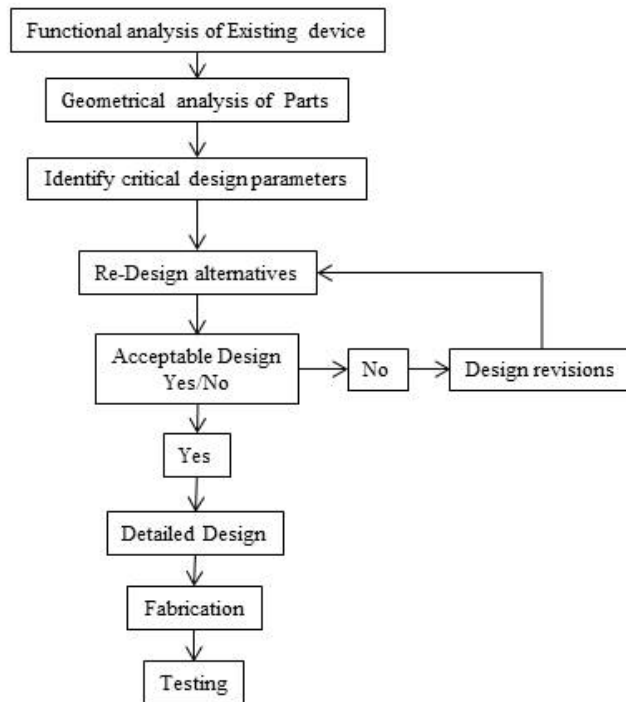 Functional analysis of Existing device
Geometrical analysis of Parts
Identify critical design parameters
Re-Design alternatives
Acceptable Design
Yes/No
No
Design revisions
Yes
Detailed Design
Fabrication
Testing